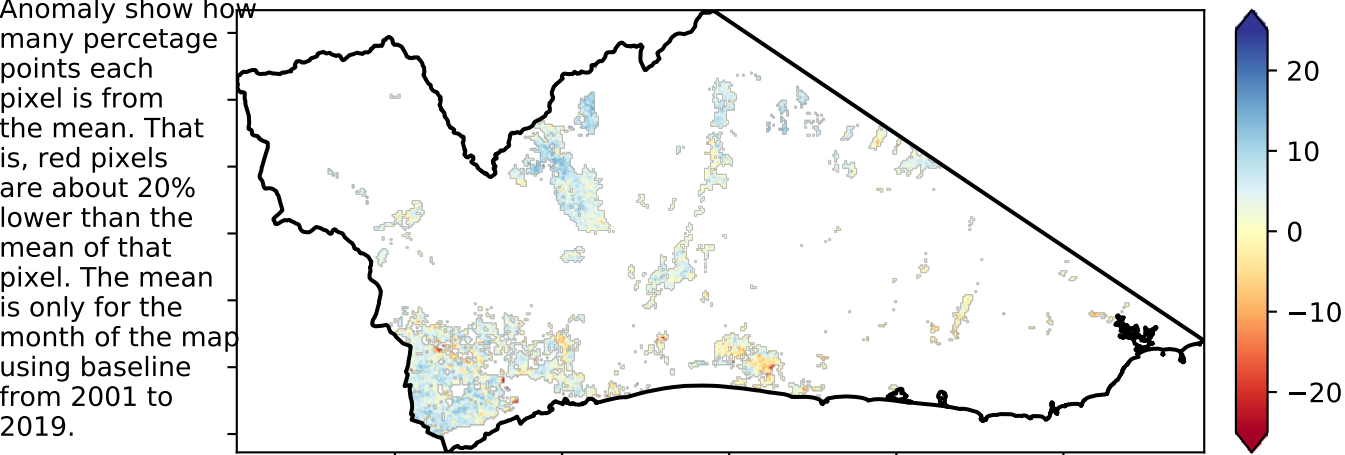 Anomaly show how
many percetage
points each
pixel is from
the mean. That
is, red pixels
are about 20%
lower than the
mean of that
pixel. The mean
is only for the
month of the map
using baseline
from 2001 to
2019.
20
10
0
−10
−20